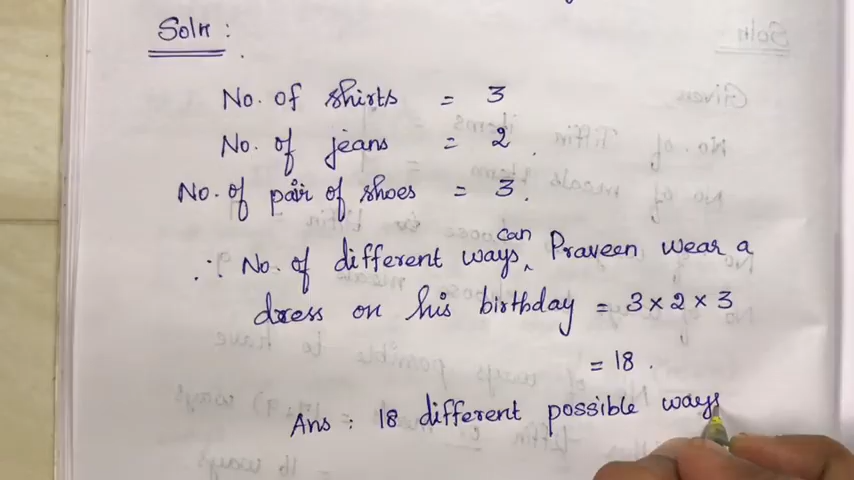 Soln :
No. of shirts = 3
No. of jeans = 2.
No. of pair of shoes = 3.
∴ No. of different ways can Praveen wear a
dress on his birthday = 3 × 2 × 3
= 18.
Ans : 18 different possible ways